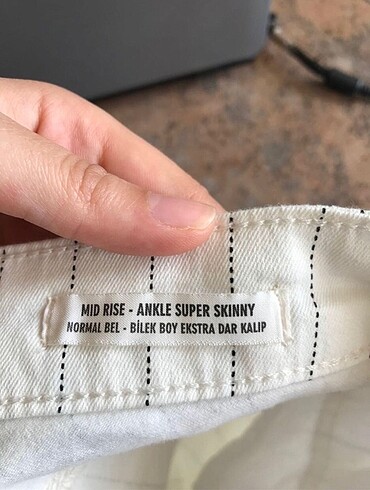 MID RISE - ANKLE SUPER SKINNY
NORMAL BEL - BİLEK BOY EKSTRA DAR KALIP